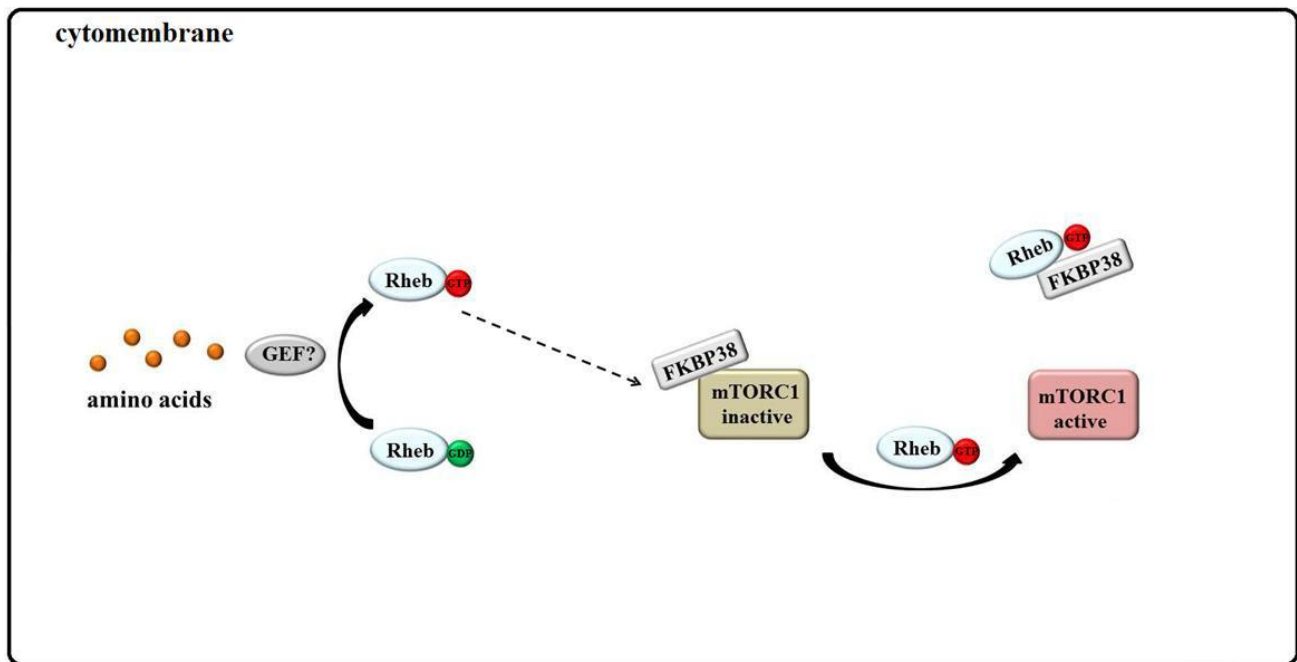 cytomembrane
Rheb
GTP
FKBP38
Rheb
GTP
GEF?
amino acids
FKBP38
mTORC1
inactive
mTORC1
active
Rheb
GDP
Rheb
GTP